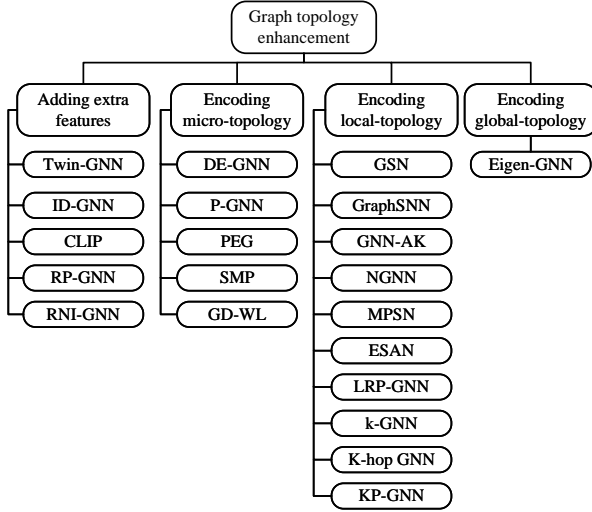 Graph topology
enhancement
Adding extra
features
Twin-GNN
ID-GNN
CLIP
RP-GNN
RNI-GNN
Encoding
micro-topology
DE-GNN
P-GNN
PEG
SMP
GD-WL
Encoding
local-topology
GSN
GraphSNN
GNN-AK
NGNN
MPSN
ESAN
LRP-GNN
k-GNN
K-hop GNN
KP-GNN
Encoding
global-topology
Eigen-GNN